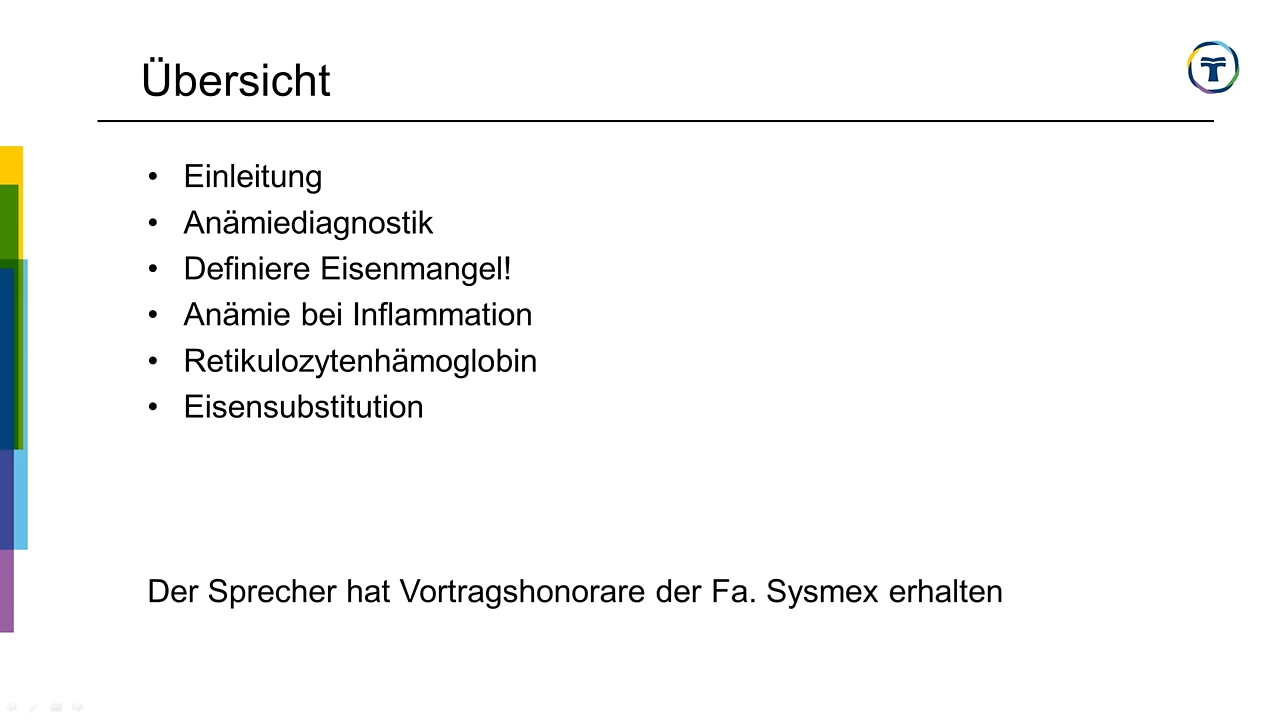 Übersicht
• Einleitung
• Anämiediagnostik
• Definiere Eisenmangel!
• Anämie bei Inflammation
• Retikulozytenhämoglobin
• Eisensubstitution
Der Sprecher hat Vortragshonorare der Fa. Sysmex erhalten